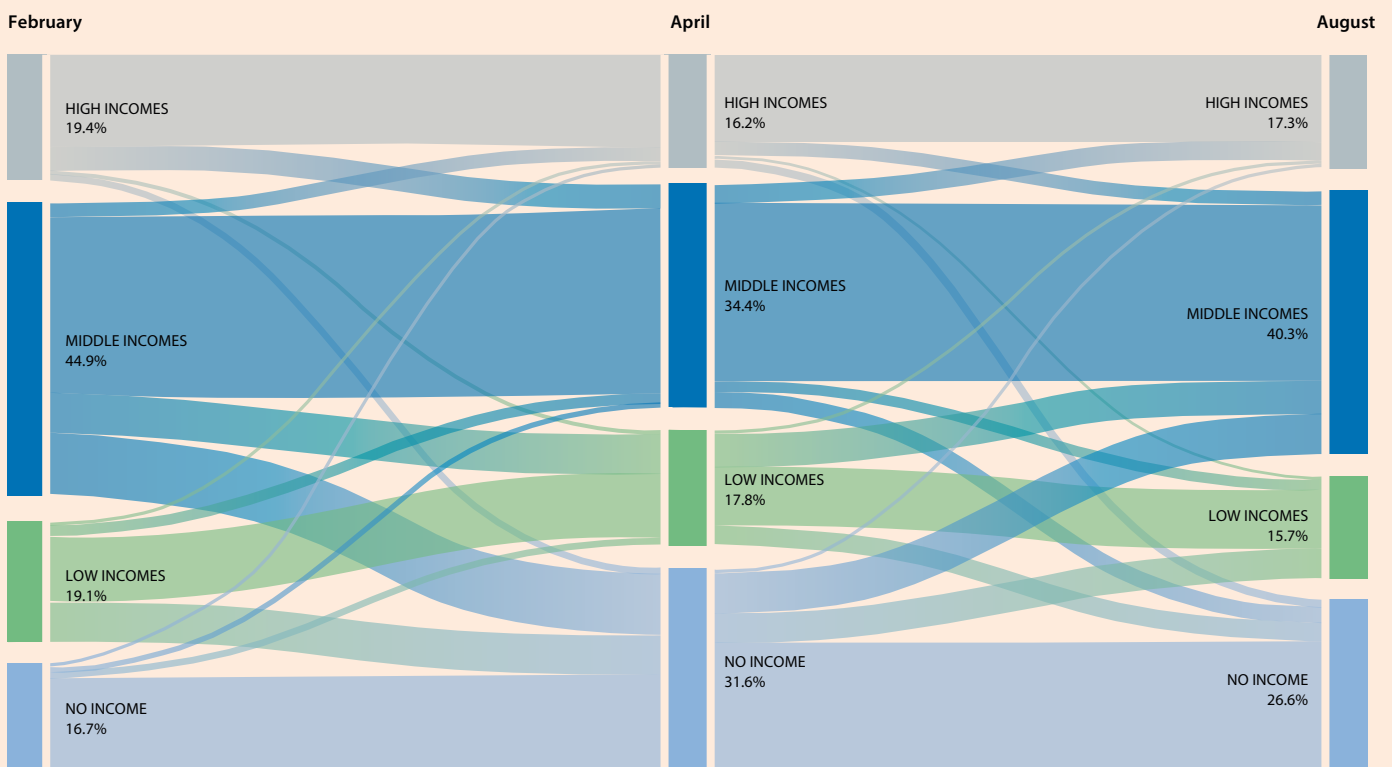 February
April
August
HIGH INCOMES
19.4%
MIDDLE INCOMES
44.9%
LOW INCOMES
19.1%
NO INCOME
16.7%
HIGH INCOMES
16.2%
MIDDLE INCOMES
34.4%
LOW INCOMES
17.8%
NO INCOME
31.6%
HIGH INCOMES
17.3%
MIDDLE INCOMES
40.3%
LOW INCOMES
15.7%
NO INCOME
26.6%